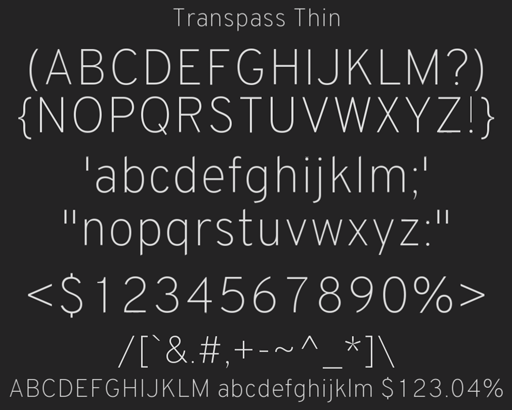 Transpass Thin
(ABCDEFGHIJKLM?)
{NOPQRSTUVWXYZ!}
'abcdefghijklm;'
"nopqrstuvwxyz:"
<$1234567890%>
/[`&.#,+-~^_*]\
ABCDEFGHIJKLM abcdefghijklm $123.04%